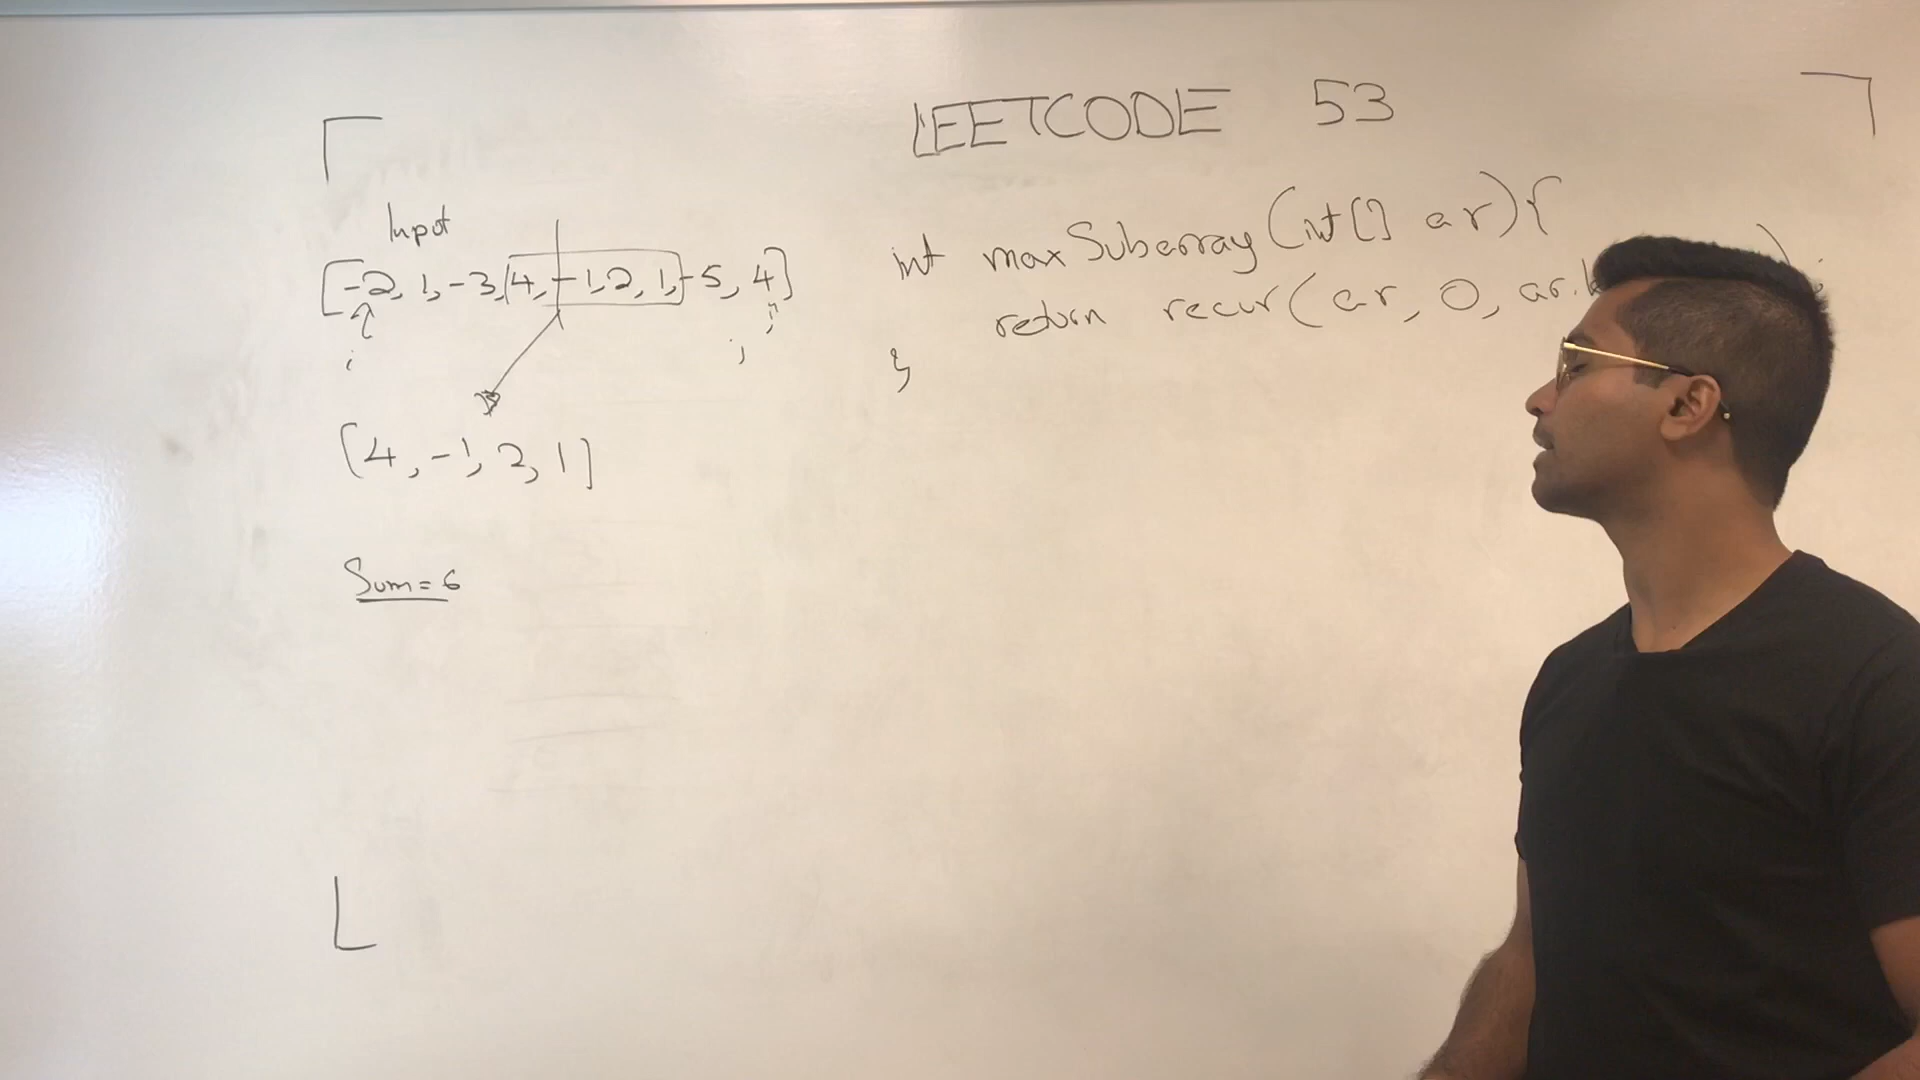 LEETCODE 53
Input
[-2, 1, -3, 4, -1, 2, 1, -5, 4]
i j
[4, -1, 2, 1]
Sum = 6
int maxSubarray (int[] ar){
return recur(ar, 0, ar.
}